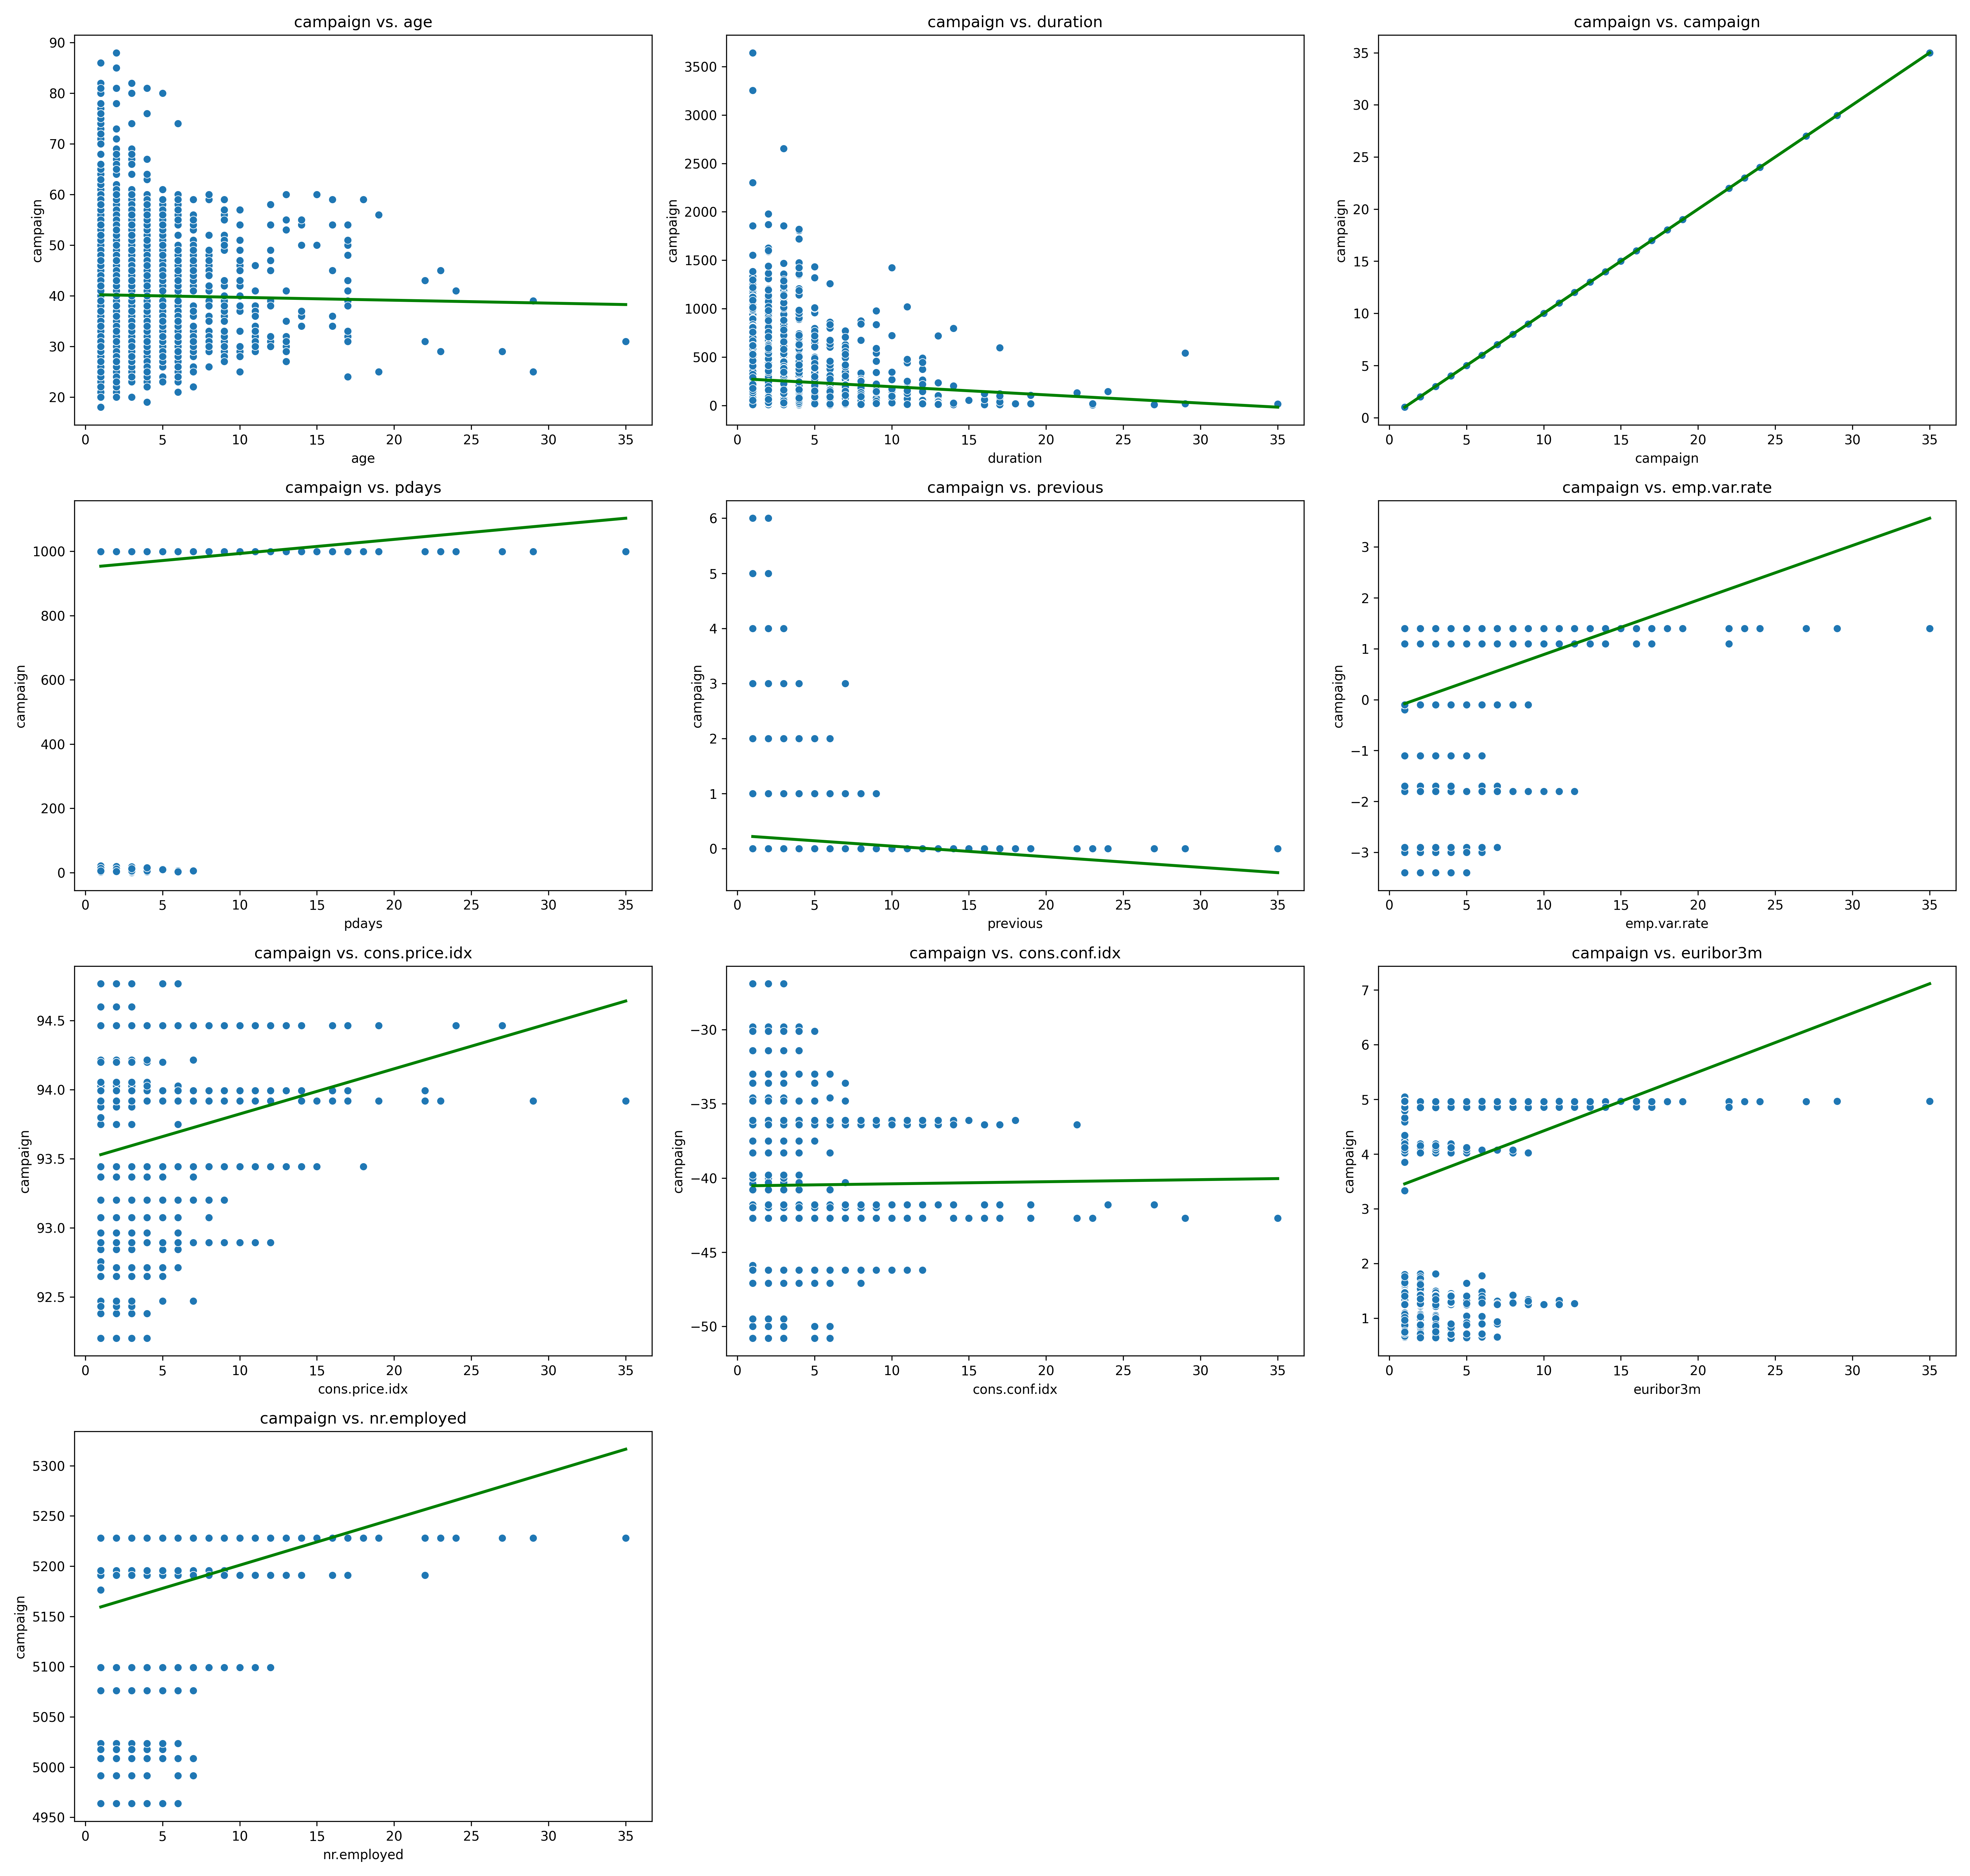 campaign vs. age
campaign
90
80
70
60
50
40
30
20
0 5 10 15 20 25 30 35
age
campaign vs. duration
campaign
3500
3000
2500
2000
1500
1000
500
0
0 5 10 15 20 25 30 35
duration
campaign vs. campaign
campaign
35
30
25
20
15
10
5
0
0 5 10 15 20 25 30 35
campaign
campaign vs. pdays
campaign
1000
800
600
400
200
0
0 5 10 15 20 25 30 35
pdays
campaign vs. previous
campaign
6
5
4
3
2
1
0
0 5 10 15 20 25 30 35
previous
campaign vs. emp.var.rate
campaign
3
2
1
0
−1
−2
−3
0 5 10 15 20 25 30 35
emp.var.rate
campaign vs. cons.price.idx
campaign
94.5
94.0
93.5
93.0
92.5
0 5 10 15 20 25 30 35
cons.price.idx
campaign vs. cons.conf.idx
campaign
−30
−35
−40
−45
−50
0 5 10 15 20 25 30 35
cons.conf.idx
campaign vs. euribor3m
campaign
7
6
5
4
3
2
1
0 5 10 15 20 25 30 35
euribor3m
campaign vs. nr.employed
campaign
5300
5250
5200
5150
5100
5050
5000
4950
0 5 10 15 20 25 30 35
nr.employed